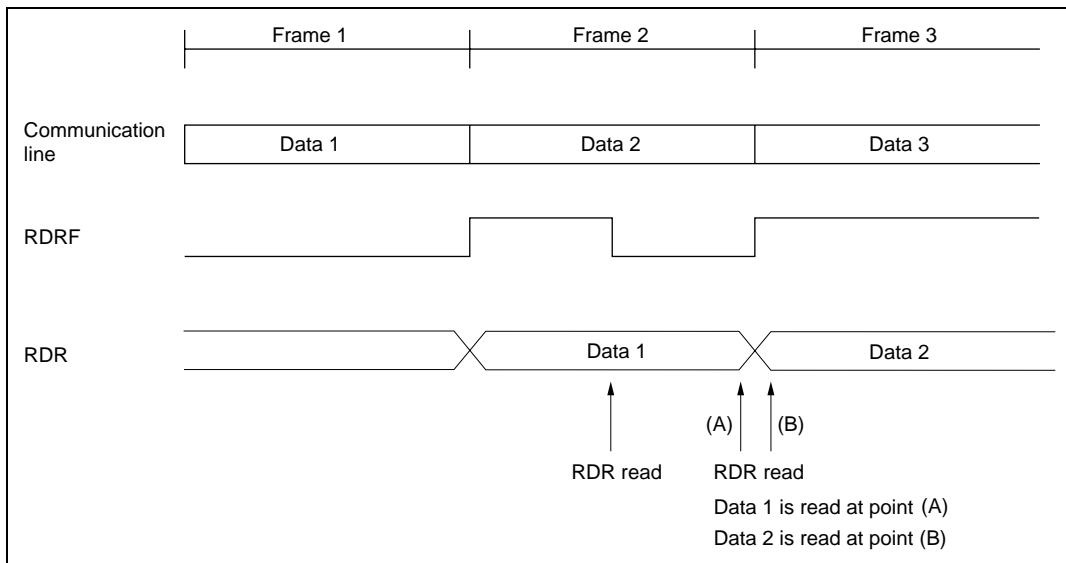 Frame 1 Frame 2 Frame 3
Communication
line
Data 1 Data 2 Data 3
RDRF
RDR
Data 1 Data 2
(A) (B)
RDR read RDR read
Data 1 is read at point (A)
Data 2 is read at point (B)